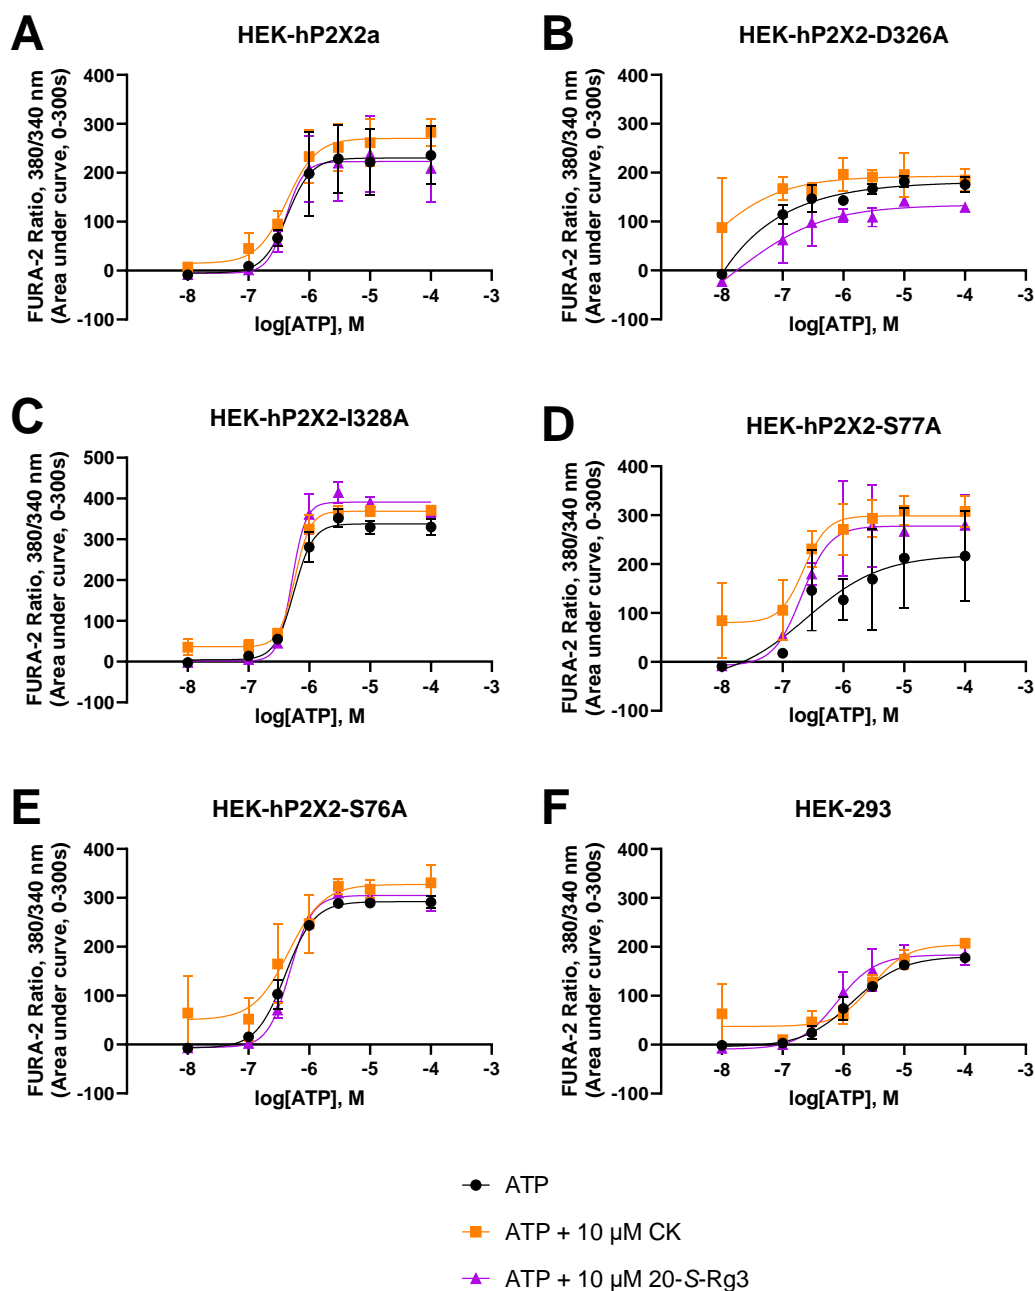 A
HEK-hP2X2a
FURA-2 Ratio, 380/340 nm
(Area under curve, 0-300s)
400
300
200
100
0
-100
-8
-7
-6
-5
-4
-3
log[ATP], M
B
HEK-hP2X2-D326A
FURA-2 Ratio, 380/340 nm
(Area under curve, 0-300s)
400
300
200
100
0
-100
-8
-7
-6
-5
-4
-3
log[ATP], M
C
HEK-hP2X2-I328A
FURA-2 Ratio, 380/340 nm
(Area under curve, 0-300s)
500
400
300
200
100
0
-100
-8
-7
-6
-5
-4
-3
log[ATP], M
D
HEK-hP2X2-S77A
FURA-2 Ratio, 380/340 nm
(Area under curve, 0-300s)
400
300
200
100
0
-100
-8
-7
-6
-5
-4
-3
log[ATP], M
E
HEK-hP2X2-S76A
FURA-2 Ratio, 380/340 nm
(Area under curve, 0-300s)
400
300
200
100
0
-100
-8
-7
-6
-5
-4
-3
log[ATP], M
F
HEK-293
FURA-2 Ratio, 380/340 nm
(Area under curve, 0-300s)
400
300
200
100
0
-100
-8
-7
-6
-5
-4
-3
log[ATP], M
ATP
ATP + 10 µM CK
ATP + 10 µM 20-S-Rg3